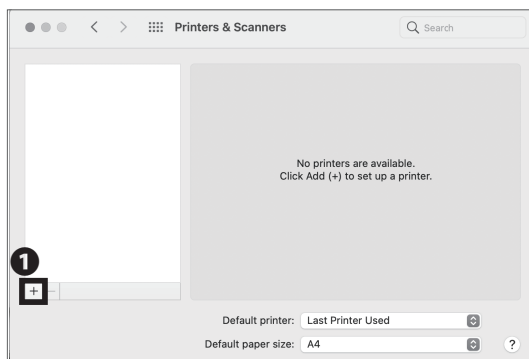 Printers & Scanners
Search
No printers are available.
Click Add (+) to set up a printer.
1
+ −
Default printer: Last Printer Used
Default paper size: A4
?